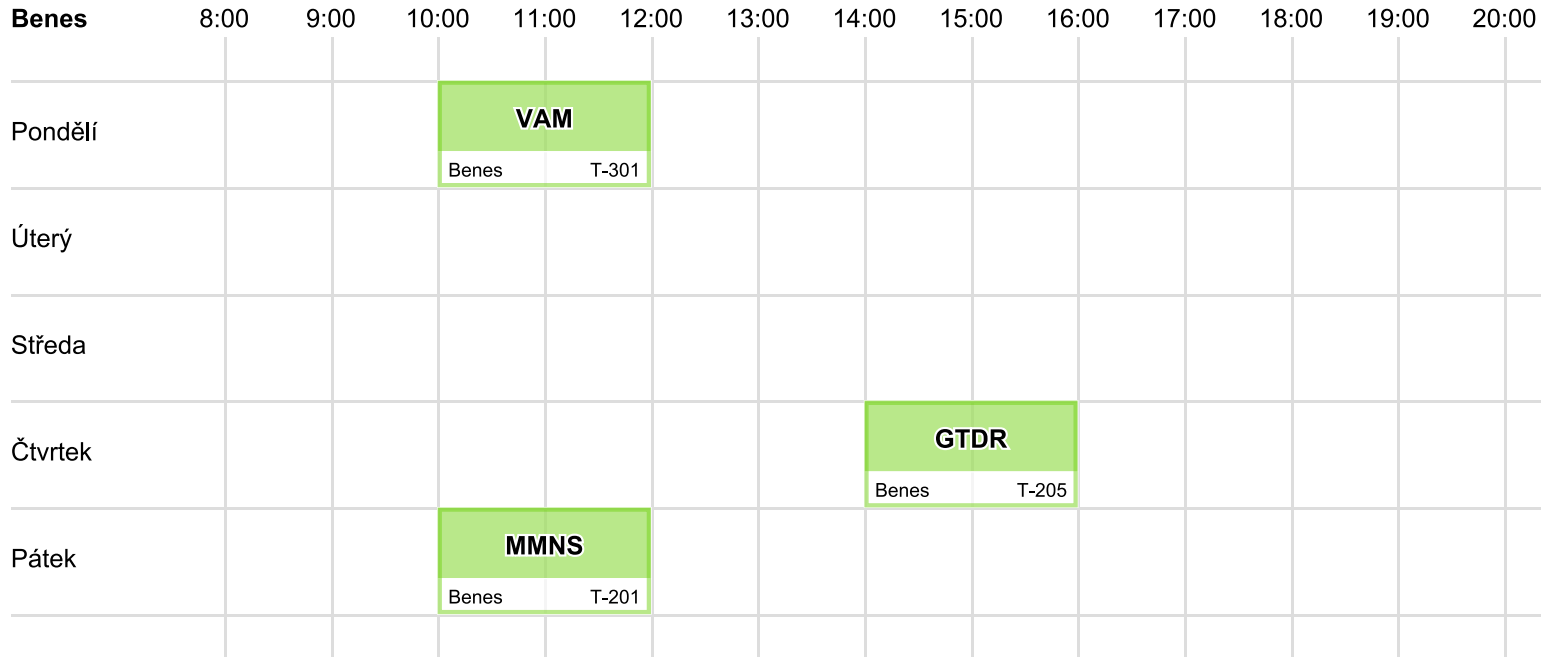 Benes 8:00 9:00 10:00 11:00 12:00 13:00 14:00 15:00 16:00 17:00 18:00 19:00 20:00
Pondělí
VAM
Benes T-301
Úterý
Středa
Čtvrtek
GTDR
Benes T-205
Pátek
MMNS
Benes T-201